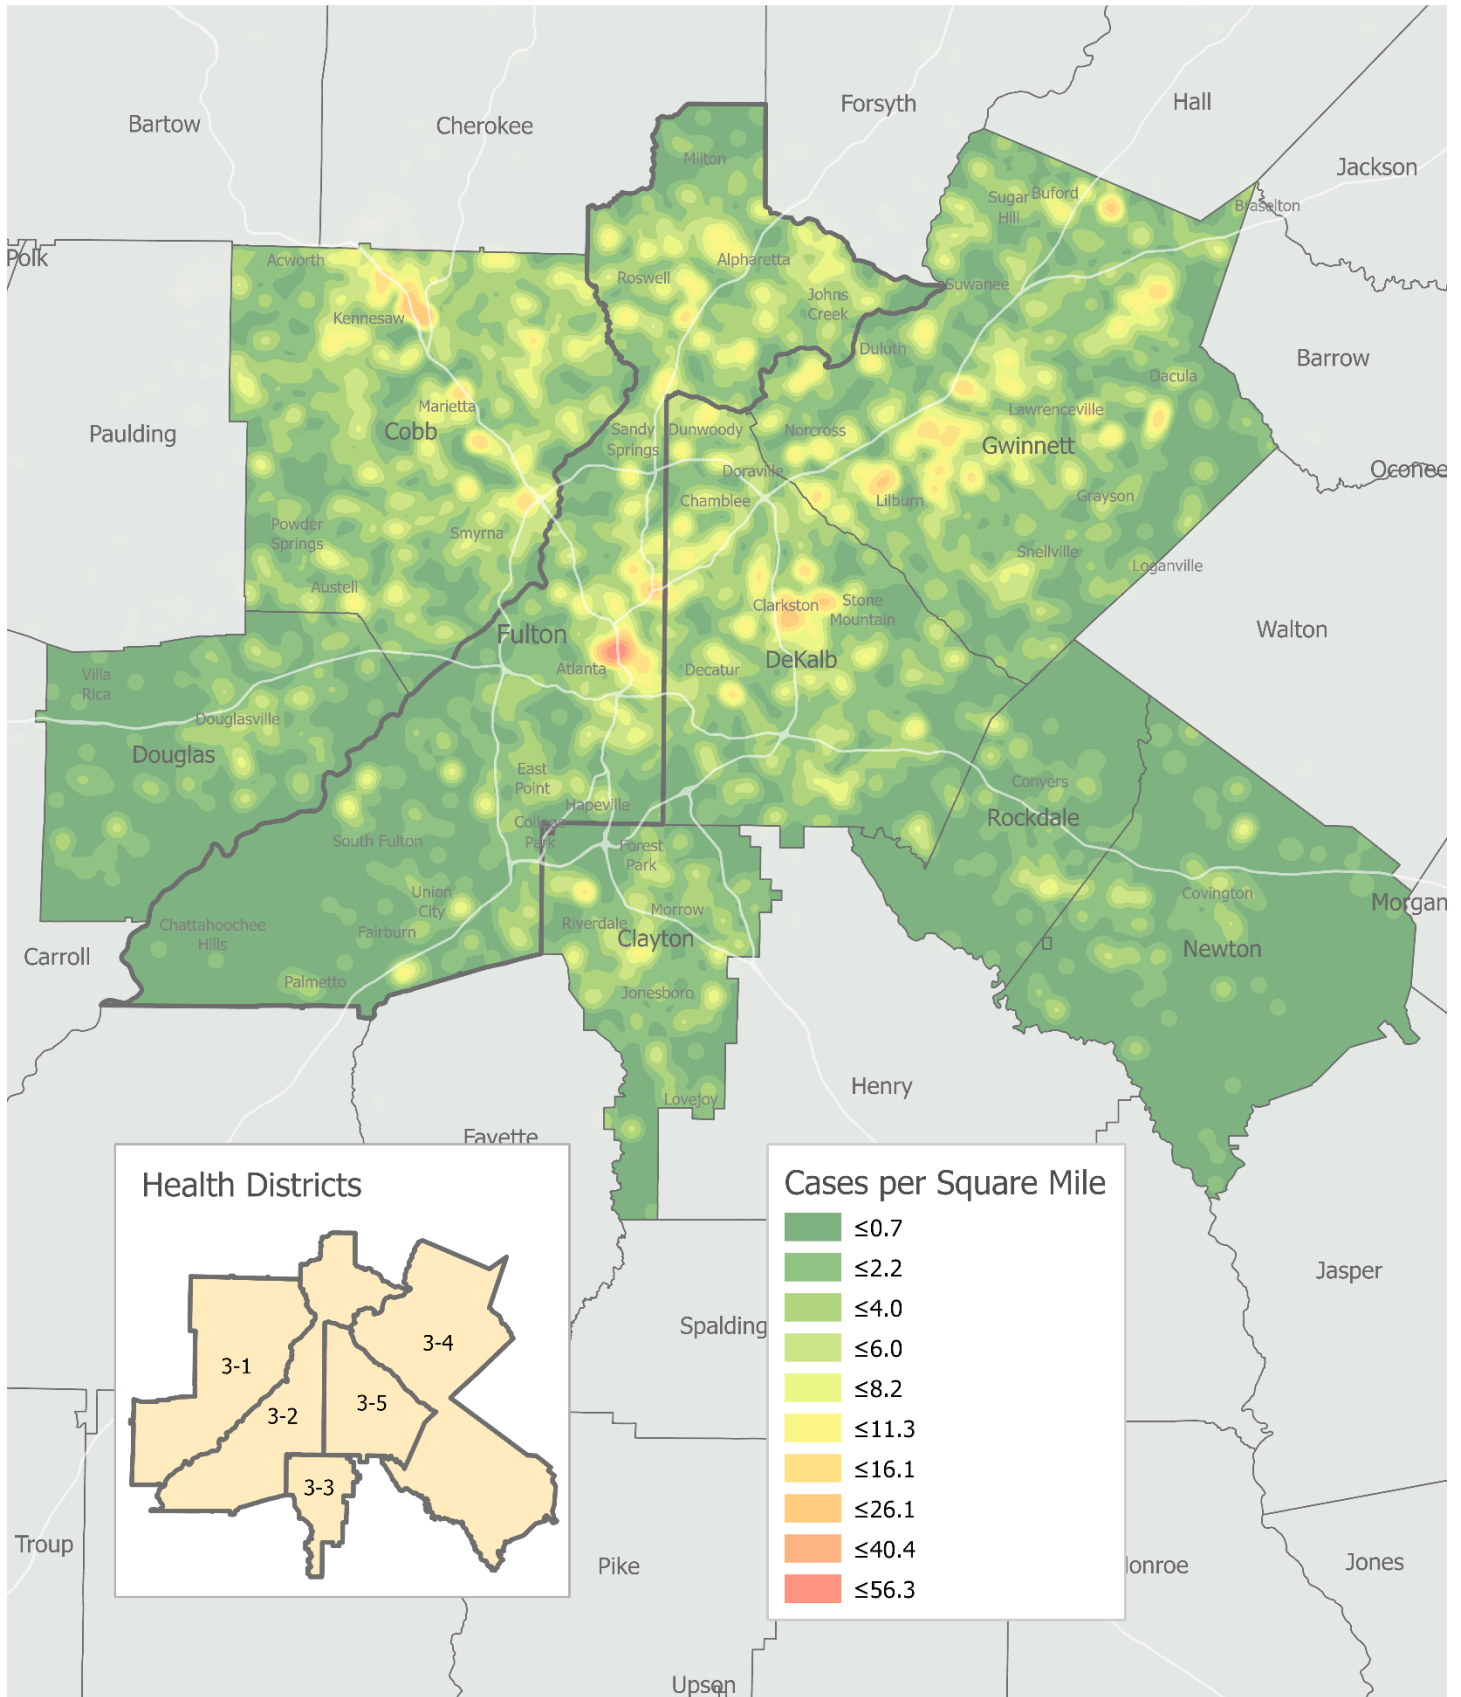 Forsyth
Hall
Bartow
Cherokee
Milton
Jackson
Sugar
Hill
Buford
Braselton
Polk
Acworth
Alpharetta
Roswell
Suwanee
Johns
Creek
Kennesaw
Duluth
Barrow
Dacula
Marietta
Lawrenceville
Paulding
Cobb
Sandy
Springs
Dunwoody
Norcross
Gwinnett
Doraville
Oconee
Chamblee
Lilburn
Grayson
Powder
Springs
Smyrna
Snellville
Loganville
Austell
Clarkston
Stone
Mountain
Walton
Fulton
DeKalb
Atlanta
Decatur
Villa
Rica
Douglasville
Douglas
East
Point
Conyers
Hapeville
Rockdale
College
Park
South Fulton
Forest
Park
Union
City
Covington
Morgan
Riverdale
Morrow
Chattahoochee
Hills
Fairburn
Clayton
Newton
Carroll
Palmetto
Jonesboro
Henry
Lovejoy
Fayette
Health Districts
3-1
3-2
3-3
3-4
3-5
Cases per Square Mile
≤0.7
≤2.2
≤4.0
≤6.0
≤8.2
≤11.3
≤16.1
≤26.1
≤40.4
≤56.3
Jasper
Spalding
Troup
Pike
onroe
Jones
Upson